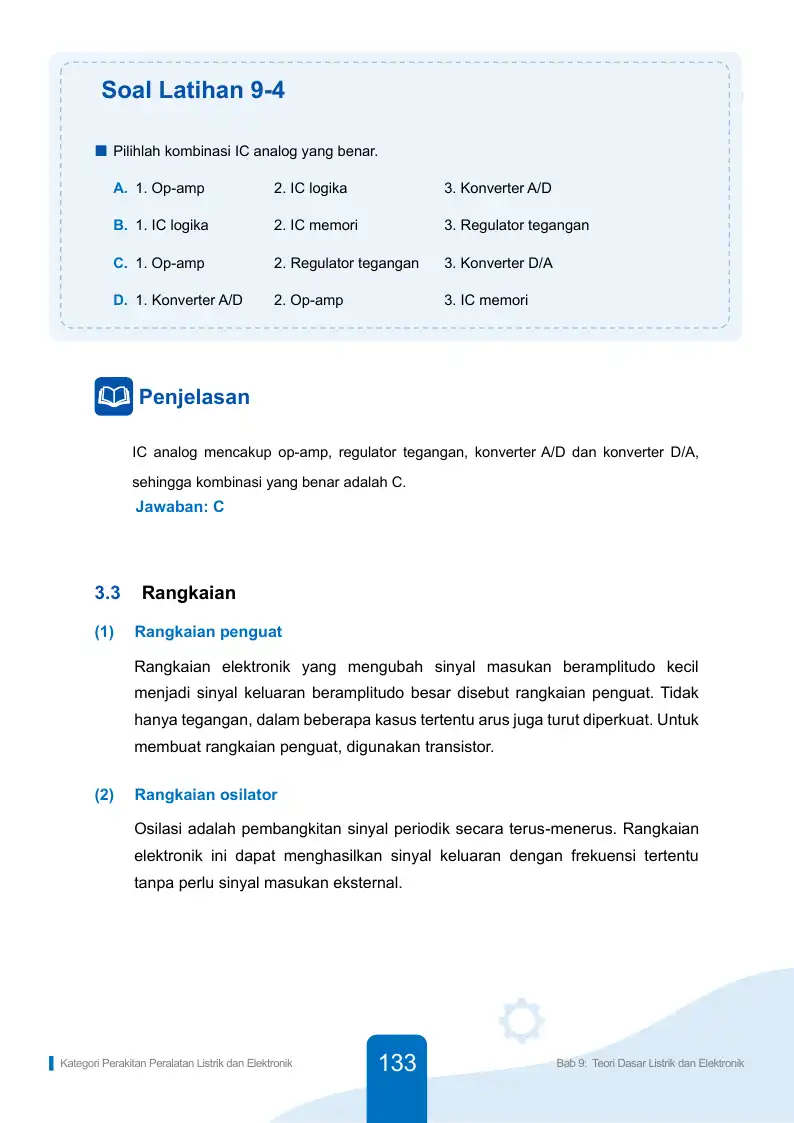 Soal Latihan 9-4
Pilihlah kombinasi IC analog yang benar.
A. 1. Op-amp 2. IC logika 3. Konverter A/D
B. 1. IC logika 2. IC memori 3. Regulator tegangan
C. 1. Op-amp 2. Regulator tegangan 3. Konverter D/A
D. 1. Konverter A/D 2. Op-amp 3. IC memori
Penjelasan
IC analog mencakup op-amp, regulator tegangan, konverter A/D dan konverter D/A,
sehingga kombinasi yang benar adalah C.
Jawaban: C
3.3 Rangkaian
(1) Rangkaian penguat
Rangkaian elektronik yang mengubah sinyal masukan beramplitudo kecil
menjadi sinyal keluaran beramplitudo besar disebut rangkaian penguat. Tidak
hanya tegangan, dalam beberapa kasus tertentu arus juga turut diperkuat. Untuk
membuat rangkaian penguat, digunakan transistor.
(2) Rangkaian osilator
Osilasi adalah pembangkitan sinyal periodik secara terus-menerus. Rangkaian
elektronik ini dapat menghasilkan sinyal keluaran dengan frekuensi tertentu
tanpa perlu sinyal masukan eksternal.
Kategori Perakitan Peralatan Listrik dan Elektronik
133
Bab 9: Teori Dasar Listrik dan Elektronik